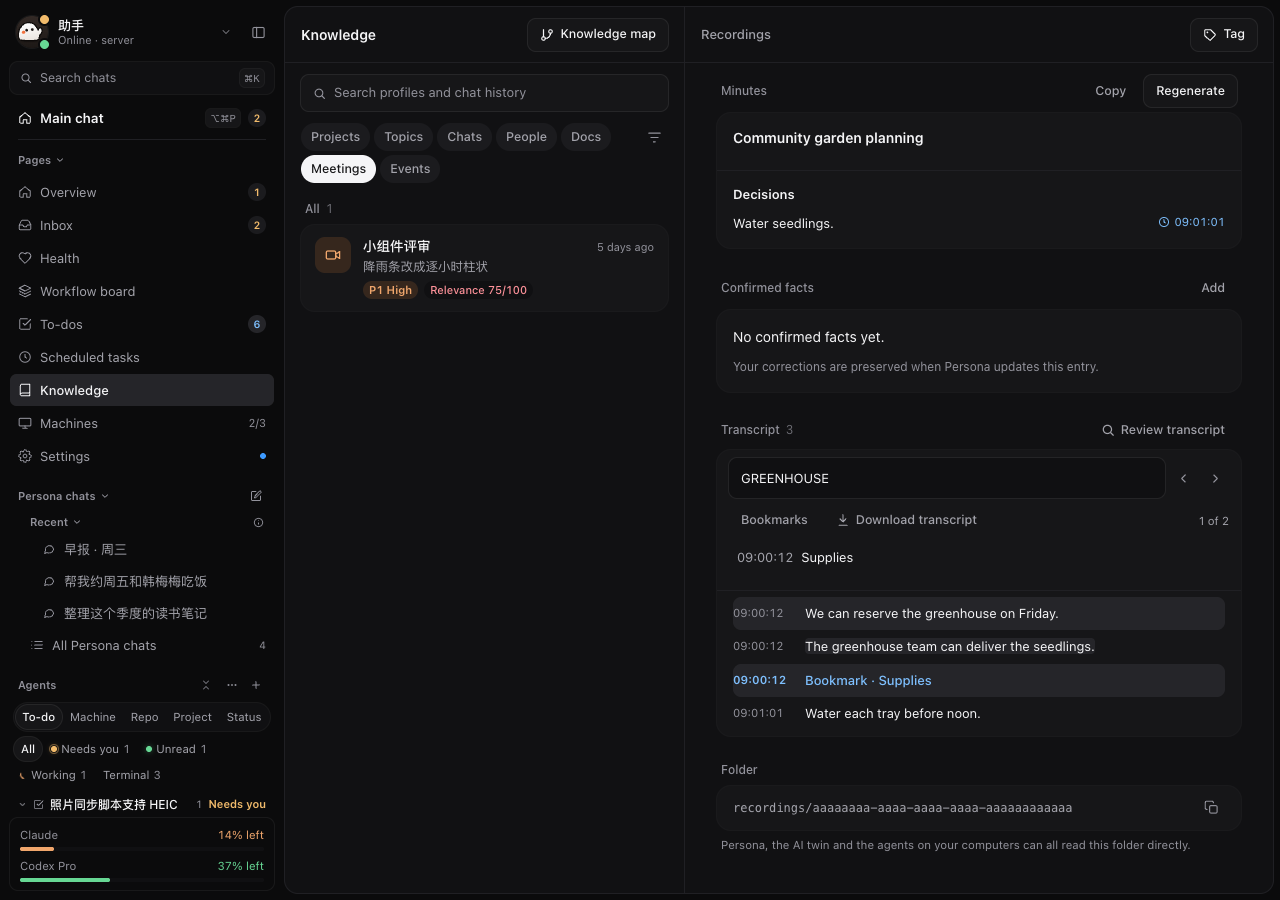 助手
Online · server
Search chats
⌘K
Main chat
⌥⌘P
2
Pages
Overview
1
Inbox
2
Health
Workflow board
To-dos
6
Scheduled tasks
Knowledge
Machines
2/3
Settings
Persona chats
Recent
早报 · 周三
帮我约周五和韩梅梅吃饭
整理这个季度的读书笔记
All Persona chats
4
Agents
To-do Machine Repo Project Status
All Needs you 1 Unread 1
Working 1 Terminal 3
照片同步脚本支持 HEIC 1 Needs you
Claude 14% left
Codex Pro 37% left
Knowledge
Knowledge map
Search profiles and chat history
Projects Topics Chats People Docs
Meetings Events
All 1
小组件评审
5 days ago
降雨条改成逐小时柱状
P1 High Relevance 75/100
Recordings
Tag
Minutes
Copy
Regenerate
Community garden planning
Decisions
Water seedlings.
09:01:01
Confirmed facts
Add
No confirmed facts yet.
Your corrections are preserved when Persona updates this entry.
Transcript 3
Review transcript
GREENHOUSE
Bookmarks
Download transcript
1 of 2
09:00:12 Supplies
09:00:12 We can reserve the greenhouse on Friday.
09:00:12 The greenhouse team can deliver the seedlings.
09:00:12 Bookmark · Supplies
09:01:01 Water each tray before noon.
Folder
recordings/aaaaaaaa-aaaa-aaaa-aaaa-aaaaaaaaaaaa
Persona, the AI twin and the agents on your computers can all read this folder directly.